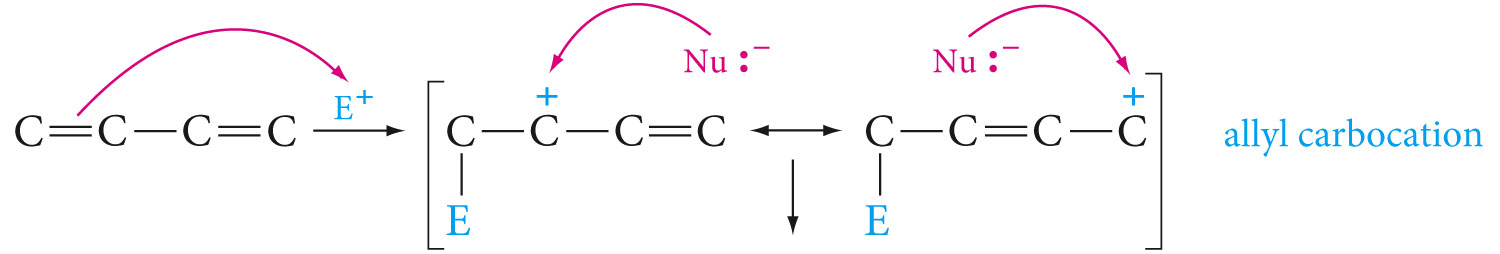 Nu:⁻ Nu:⁻
C=C—C=C E⁺ [C—C⁺—C=C ↔ C—C=C—C⁺] allyl carbocation
E E